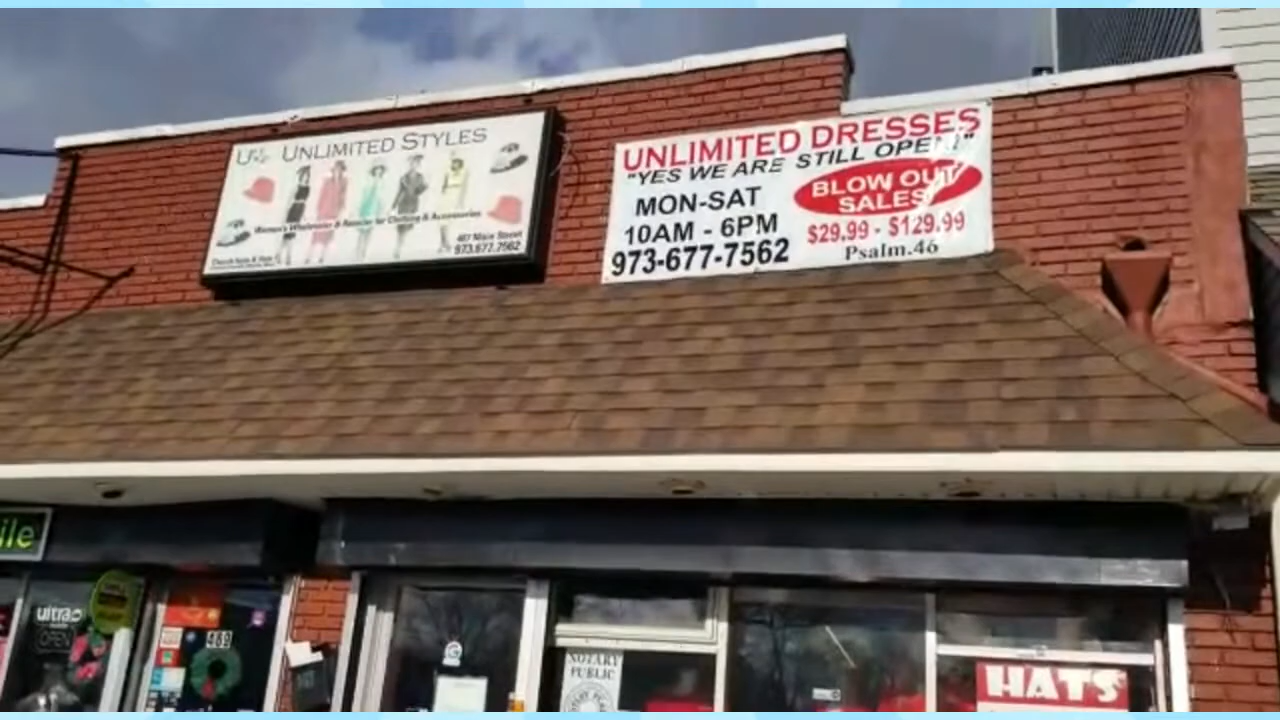 UNLIMITED STYLES
Women's Wholesaler & Retailer for Clothing & Accessories
487 Main Street
973.677.7562
UNLIMITED DRESSES
"YES WE ARE STILL OPEN!"
MON-SAT
10AM - 6PM
973-677-7562
BLOW OUT
SALES
$29.99 - $129.99
Psalm.46
ile
ultra
OPEN
489
NOTARY
PUBLIC
HATS